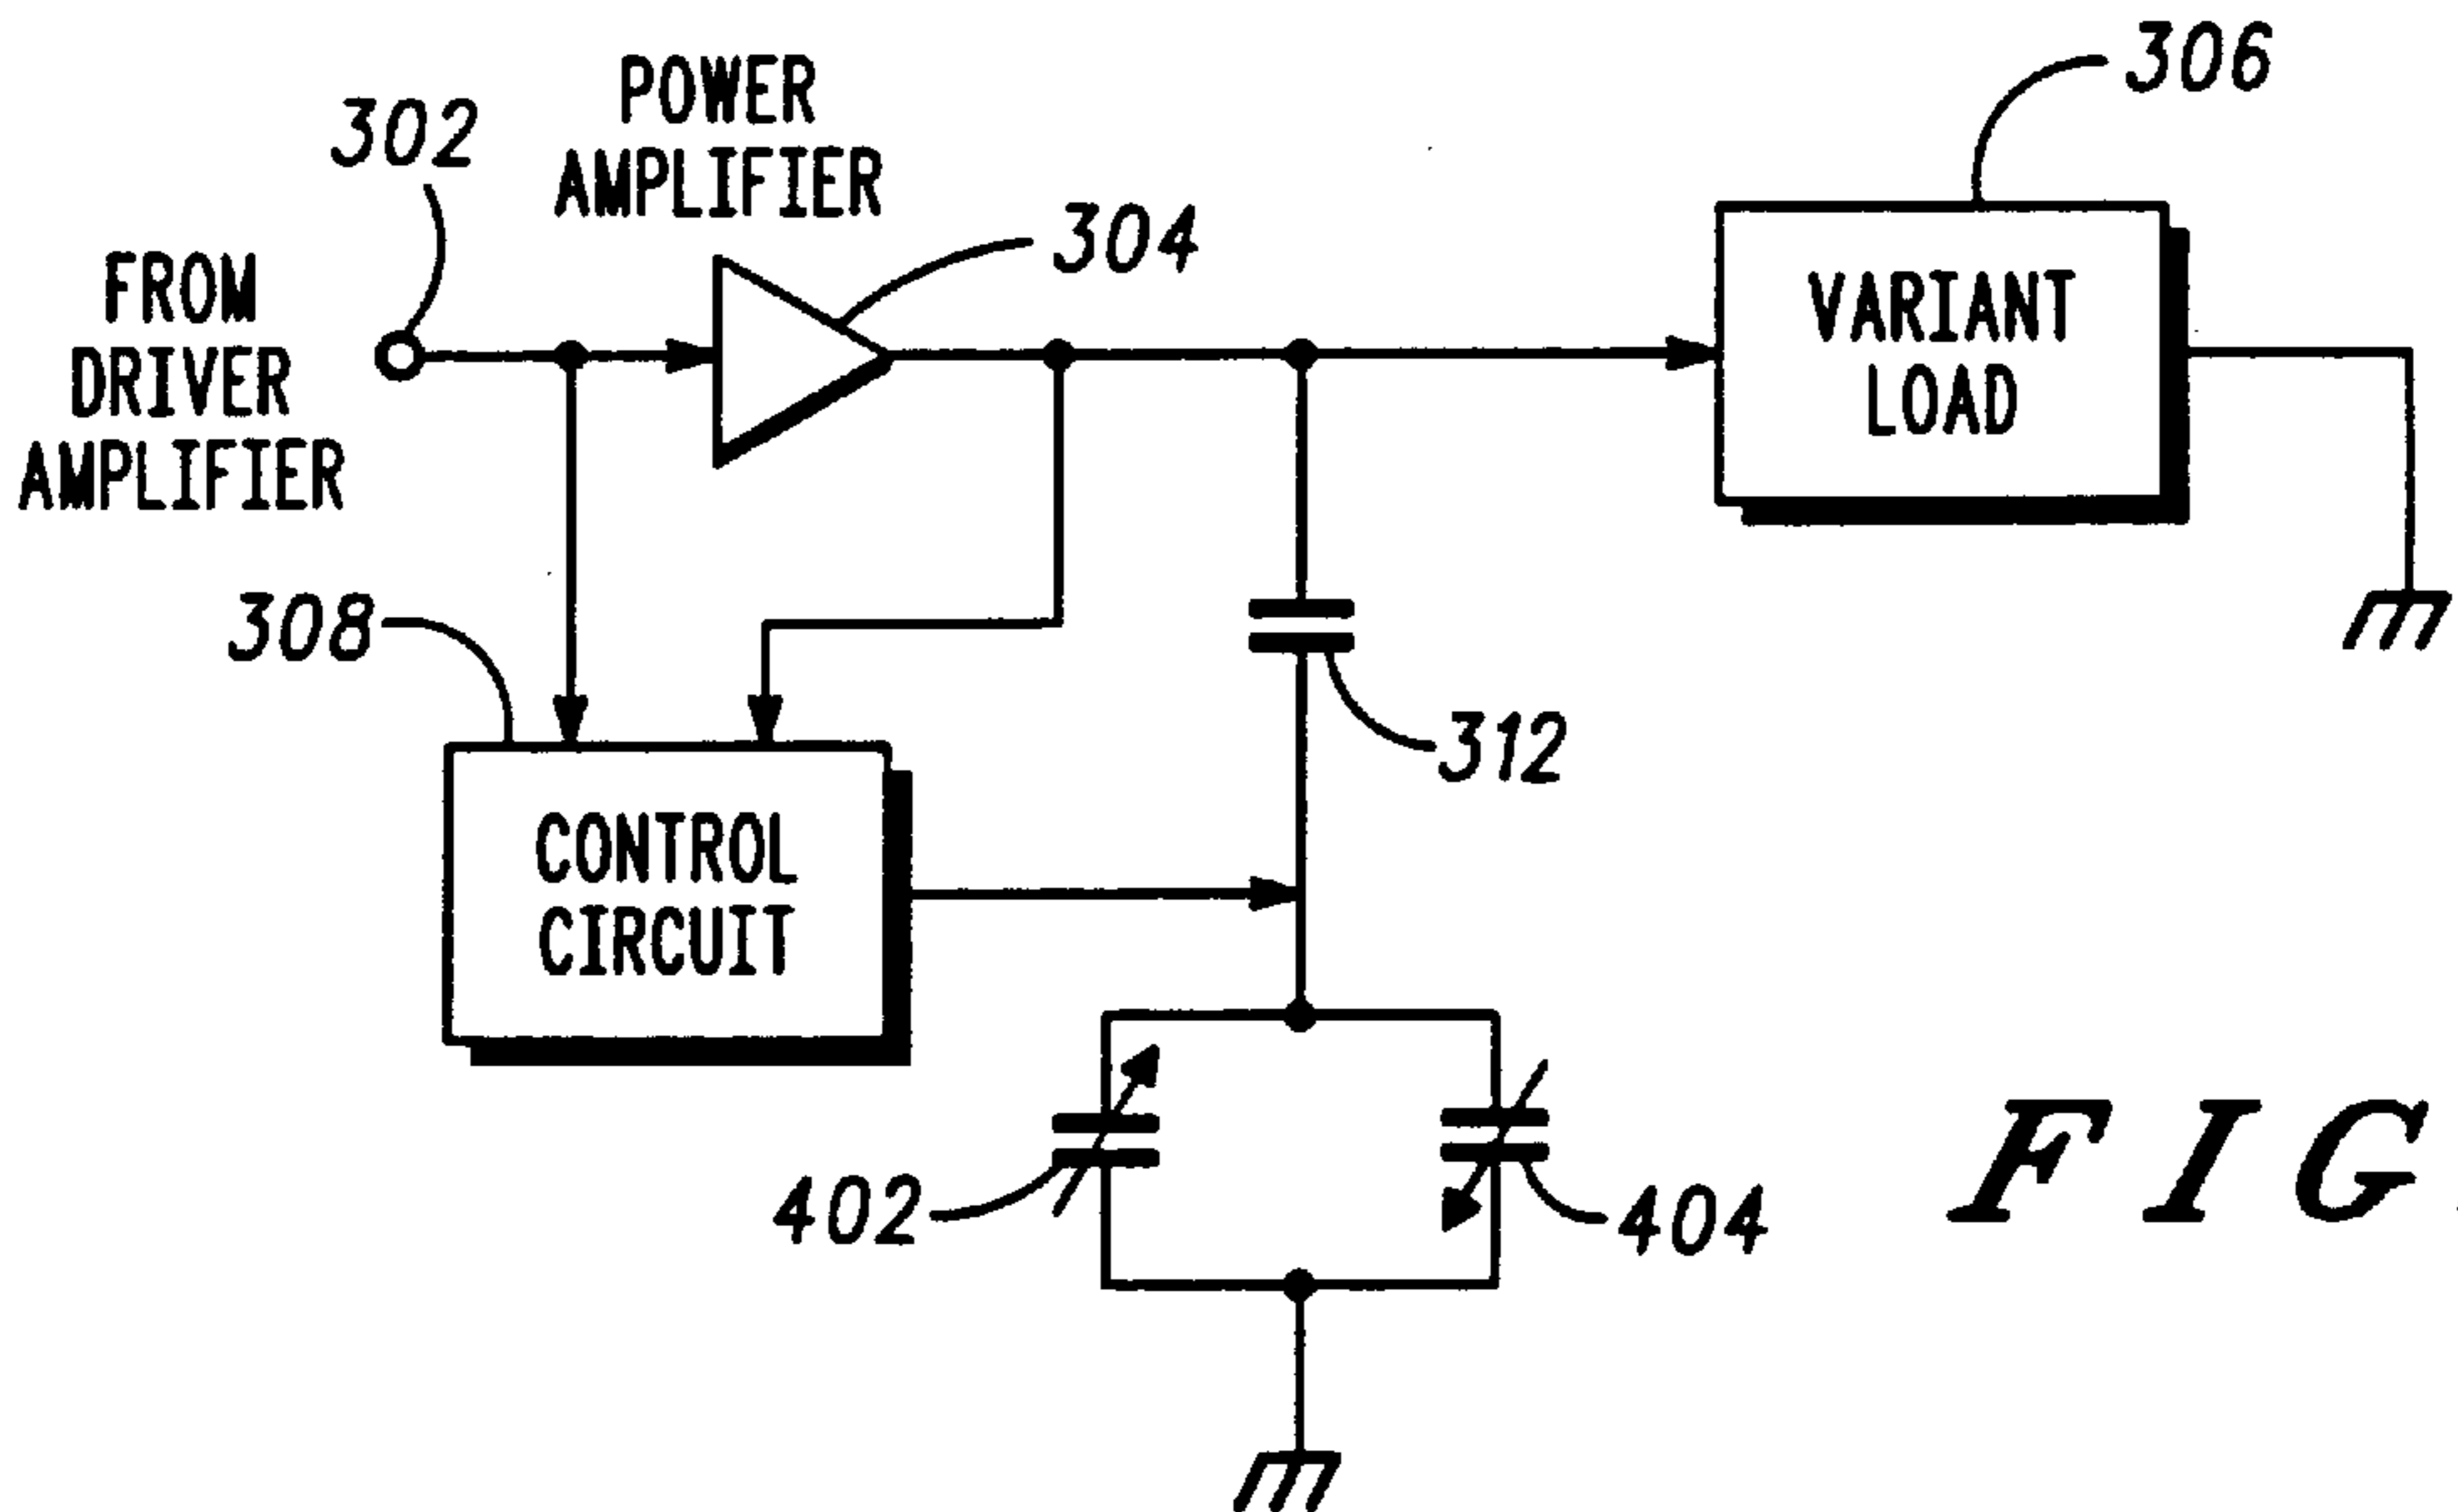 302
POWER
AMPLIFIER
304
306
FROM
DRIVER
AMPLIFIER
VARIANT
LOAD
308
312
CONTROL
CIRCUIT
402
404
FIG